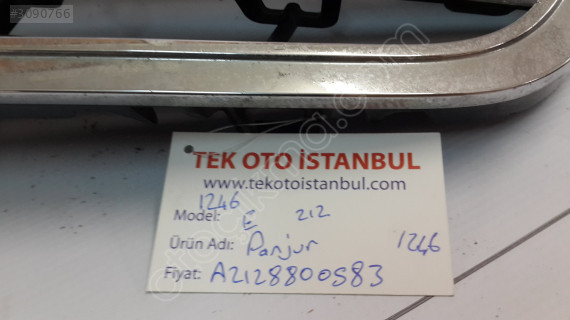 #3090766
TEK OTO İSTANBUL
www.tekotoistanbul.com
1246
Model: E 212
Ürün Adı: Panjur 1246
Fiyat: A2128800583